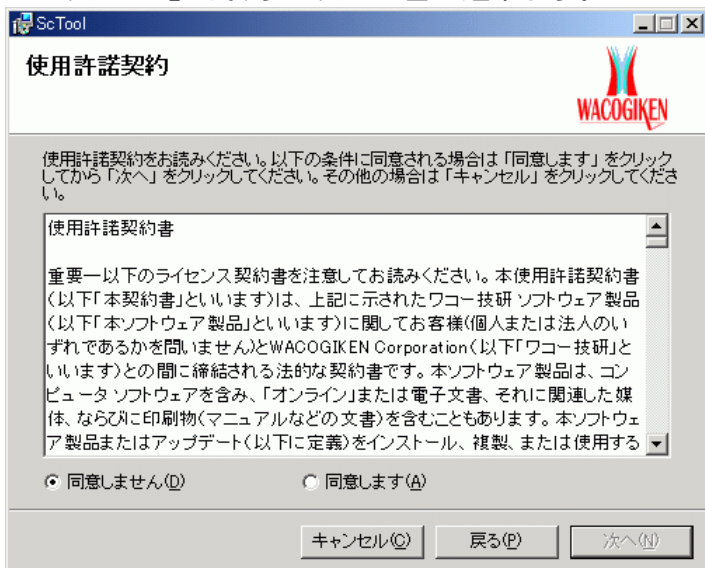 ScTool
使用許諾契約
WACOGIKEN
使用許諾契約をお読みください。以下の条件に同意される場合は「同意します」をクリック
してから「次へ」をクリックしてください。その他の場合は「キャンセル」をクリックしてくださ
い。
使用許諾契約書
重要ー以下のライセンス契約書を注意してお読みください。本使用許諾契約書
(以下「本契約書」といいます)は、上記に示されたワコー技研 ソフトウェア製品
(以下「本ソフトウェア製品」といいます)に関してお客様(個人または法人のい
ずれであるかを問いません)とWACOGIKEN Corporation(以下「ワコー技研」と
いいます)との間に締結される法的な契約書です。本ソフトウェア製品は、コン
ピュータ ソフトウェアを含み、「オンライン」または電子文書、それに関連した媒
体、ならびに印刷物(マニュアルなどの文書)を含むこともあります。本ソフトウェ
ア製品またはアップデート(以下に定義)をインストール、複製、または使用する
同意しません(D) 同意します(A)
キャンセル(C) 戻る(P) 次へ(N)